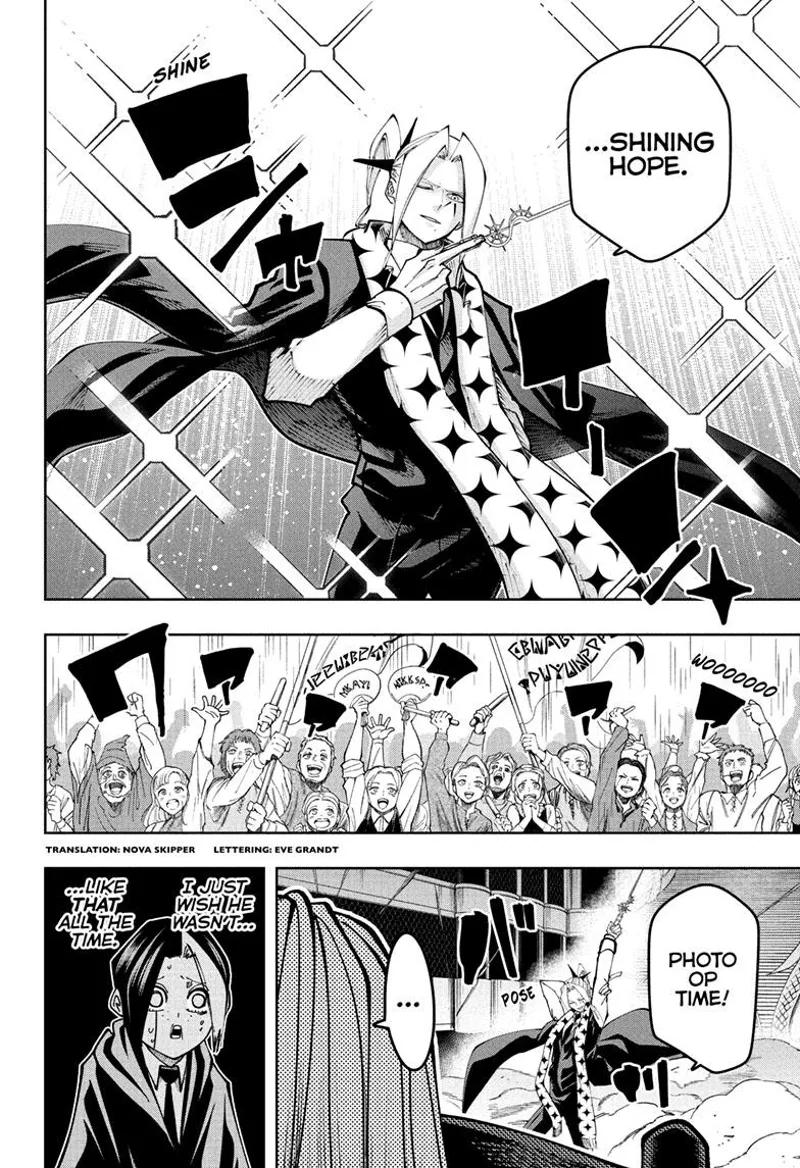 ...SHINING
HOPE.
SHINE
WOOOOOOO
TRANSLATION: NOVA SKIPPER
LETTERING: EVE GRANDT
PHOTO
OP
TIME!
POSE
...
I JUST
WISH HE
WASN'T...
...LIKE
THAT
ALL THE
TIME.